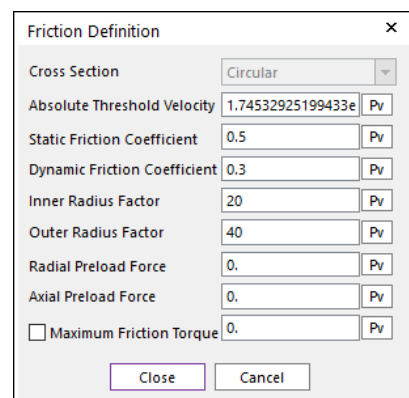 Friction Definition ×
Cross Section Circular
Absolute Threshold Velocity 1.74532925199433e Pv
Static Friction Coefficient 0.5 Pv
Dynamic Friction Coefficient 0.3 Pv
Inner Radius Factor 20 Pv
Outer Radius Factor 40 Pv
Radial Preload Force 0. Pv
Axial Preload Force 0. Pv
Maximum Friction Torque 0. Pv
Close Cancel